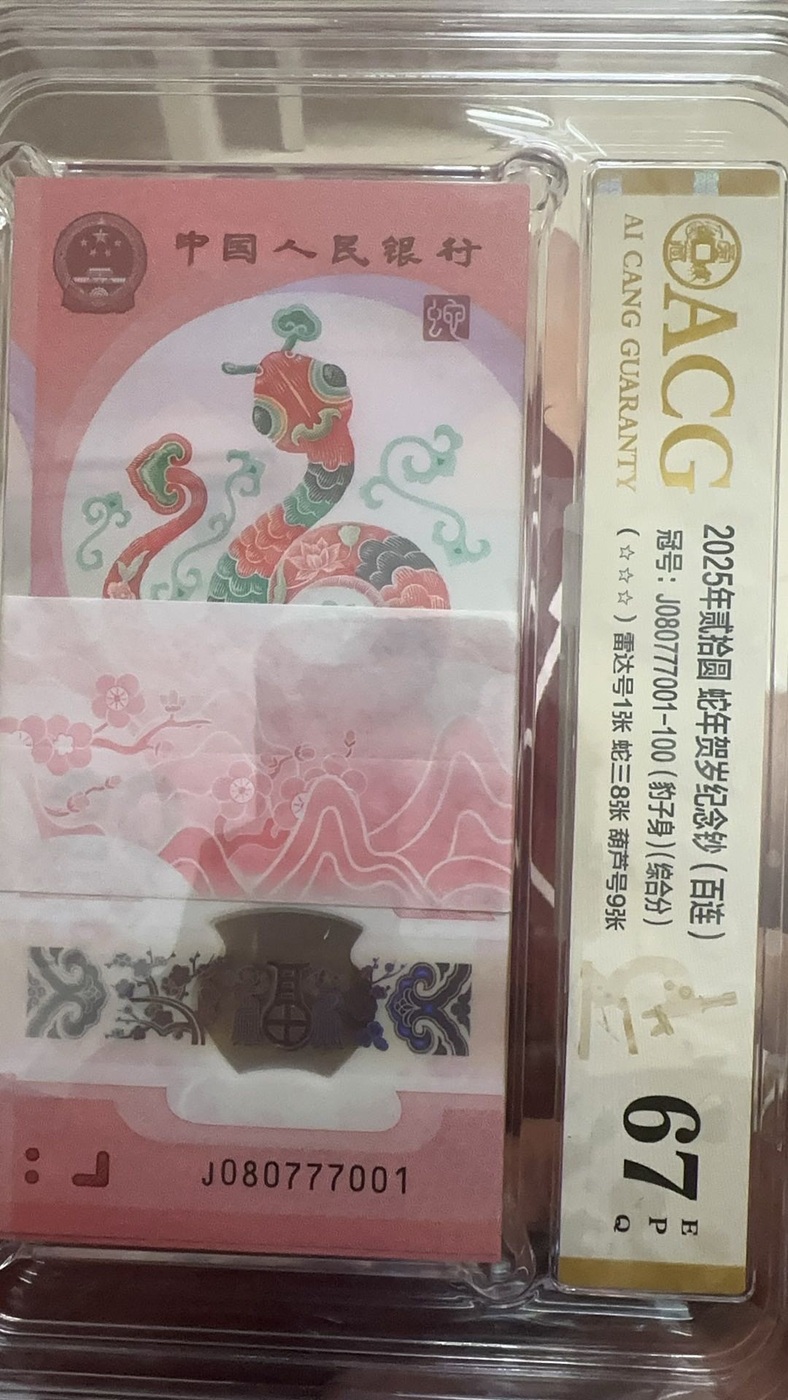 中国人民银行
蛇
J080777001
ACG
AI CANG GUARANTY
2025年贰拾圆 蛇年贺岁纪念钞（百连）
冠号：J080777001-100（豹子身）（综合分）
（☆☆☆）雷达号1张 蛇三8张 葫芦号9张
67
E
P
Q